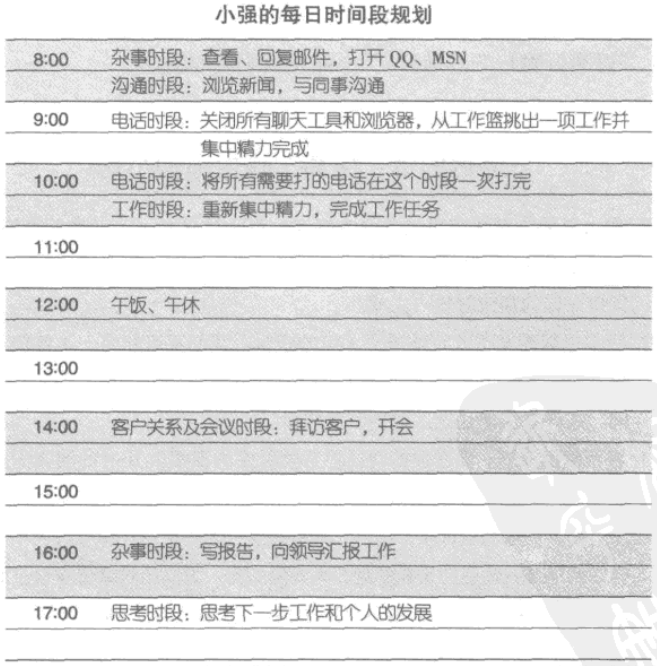 小强的每日时间段规划
8:00 杂事时段：查看、回复邮件，打开QQ、MSN
沟通时段：浏览新闻，与同事沟通
9:00 电话时段：关闭所有聊天工具和浏览器，从工作篮挑出一项工作并
集中精力完成
10:00 电话时段：将所有需要打的电话在这个时段一次打完
工作时段：重新集中精力，完成工作任务
11:00
12:00 午饭、午休
13:00
14:00 客户关系及会议时段：拜访客户，开会
15:00
16:00 杂事时段：写报告，向领导汇报工作
17:00 思考时段：思考下一步工作和个人的发展